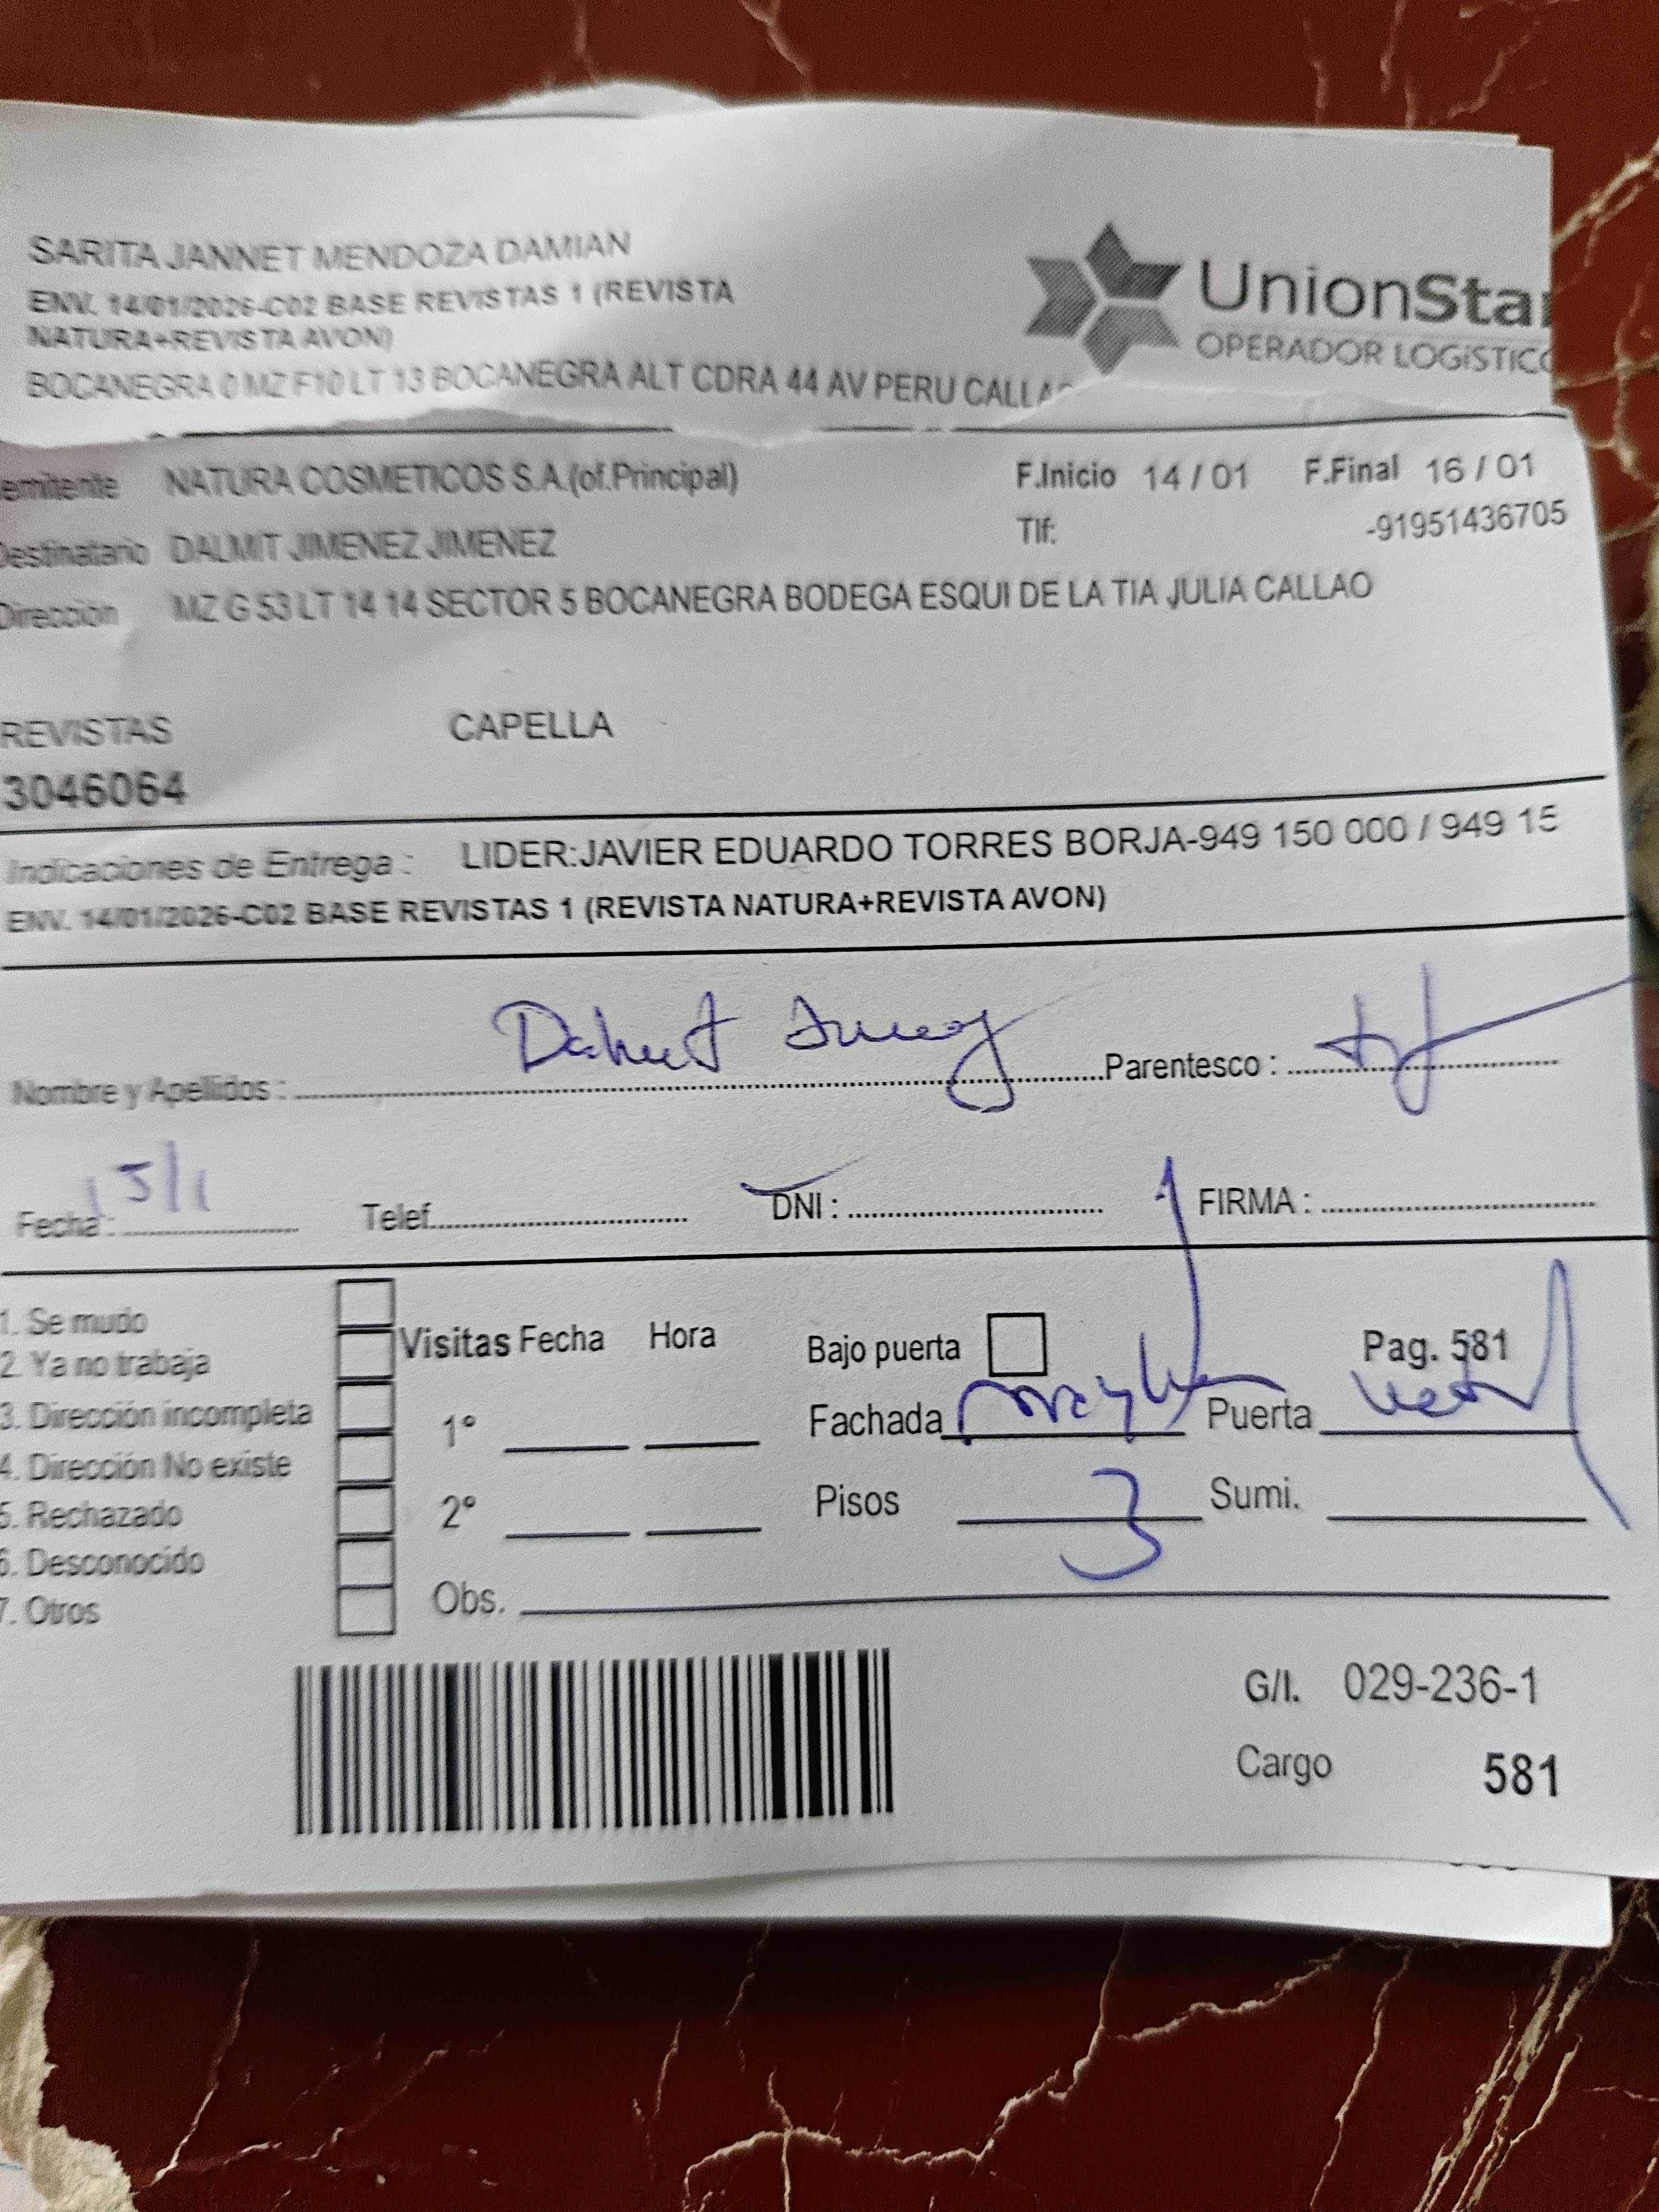 SARITA JANNET MENDOZA DAMIAN
ENV. 14/01/2026-C02 BASE REVISTAS 1 (REVISTA
NATURA+REVISTA AVON)
BOCANEGRA 0 MZ F10 LT 13 BOCANEGRA ALT CDRA 44 AV PERU CALLA
UnionSta
OPERADOR LOGÍSTIC
emitente NATURA COSMETICOS S.A.(of.Principal) F.Inicio 14 / 01 F.Final 16 / 01
Destinatario DALMIT JIMENEZ JIMENEZ Tlf: -91951436705
Dirección MZ G 53 LT 14 14 SECTOR 5 BOCANEGRA BODEGA ESQUI DE LA TIA JULIA CALLAO
REVISTAS CAPELLA
3046064
Indicaciones de Entrega : LIDER:JAVIER EDUARDO TORRES BORJA-949 150 000 / 949 15
ENV. 14/01/2026-C02 BASE REVISTAS 1 (REVISTA NATURA+REVISTA AVON)
Nombre y Apellidos : Parentesco :
Fecha : 15/1 Telef. DNI : FIRMA :
1. Se mudo
2. Ya no trabaja
3. Dirección incompleta
4. Dirección No existe
5. Rechazado
6. Desconocido
7. Otros
Visitas Fecha Hora
1°
2°
Obs.
Bajo puerta Pag. 581
Fachada Puerta
Pisos 3 Sumi.
G/I. 029-236-1
Cargo 581